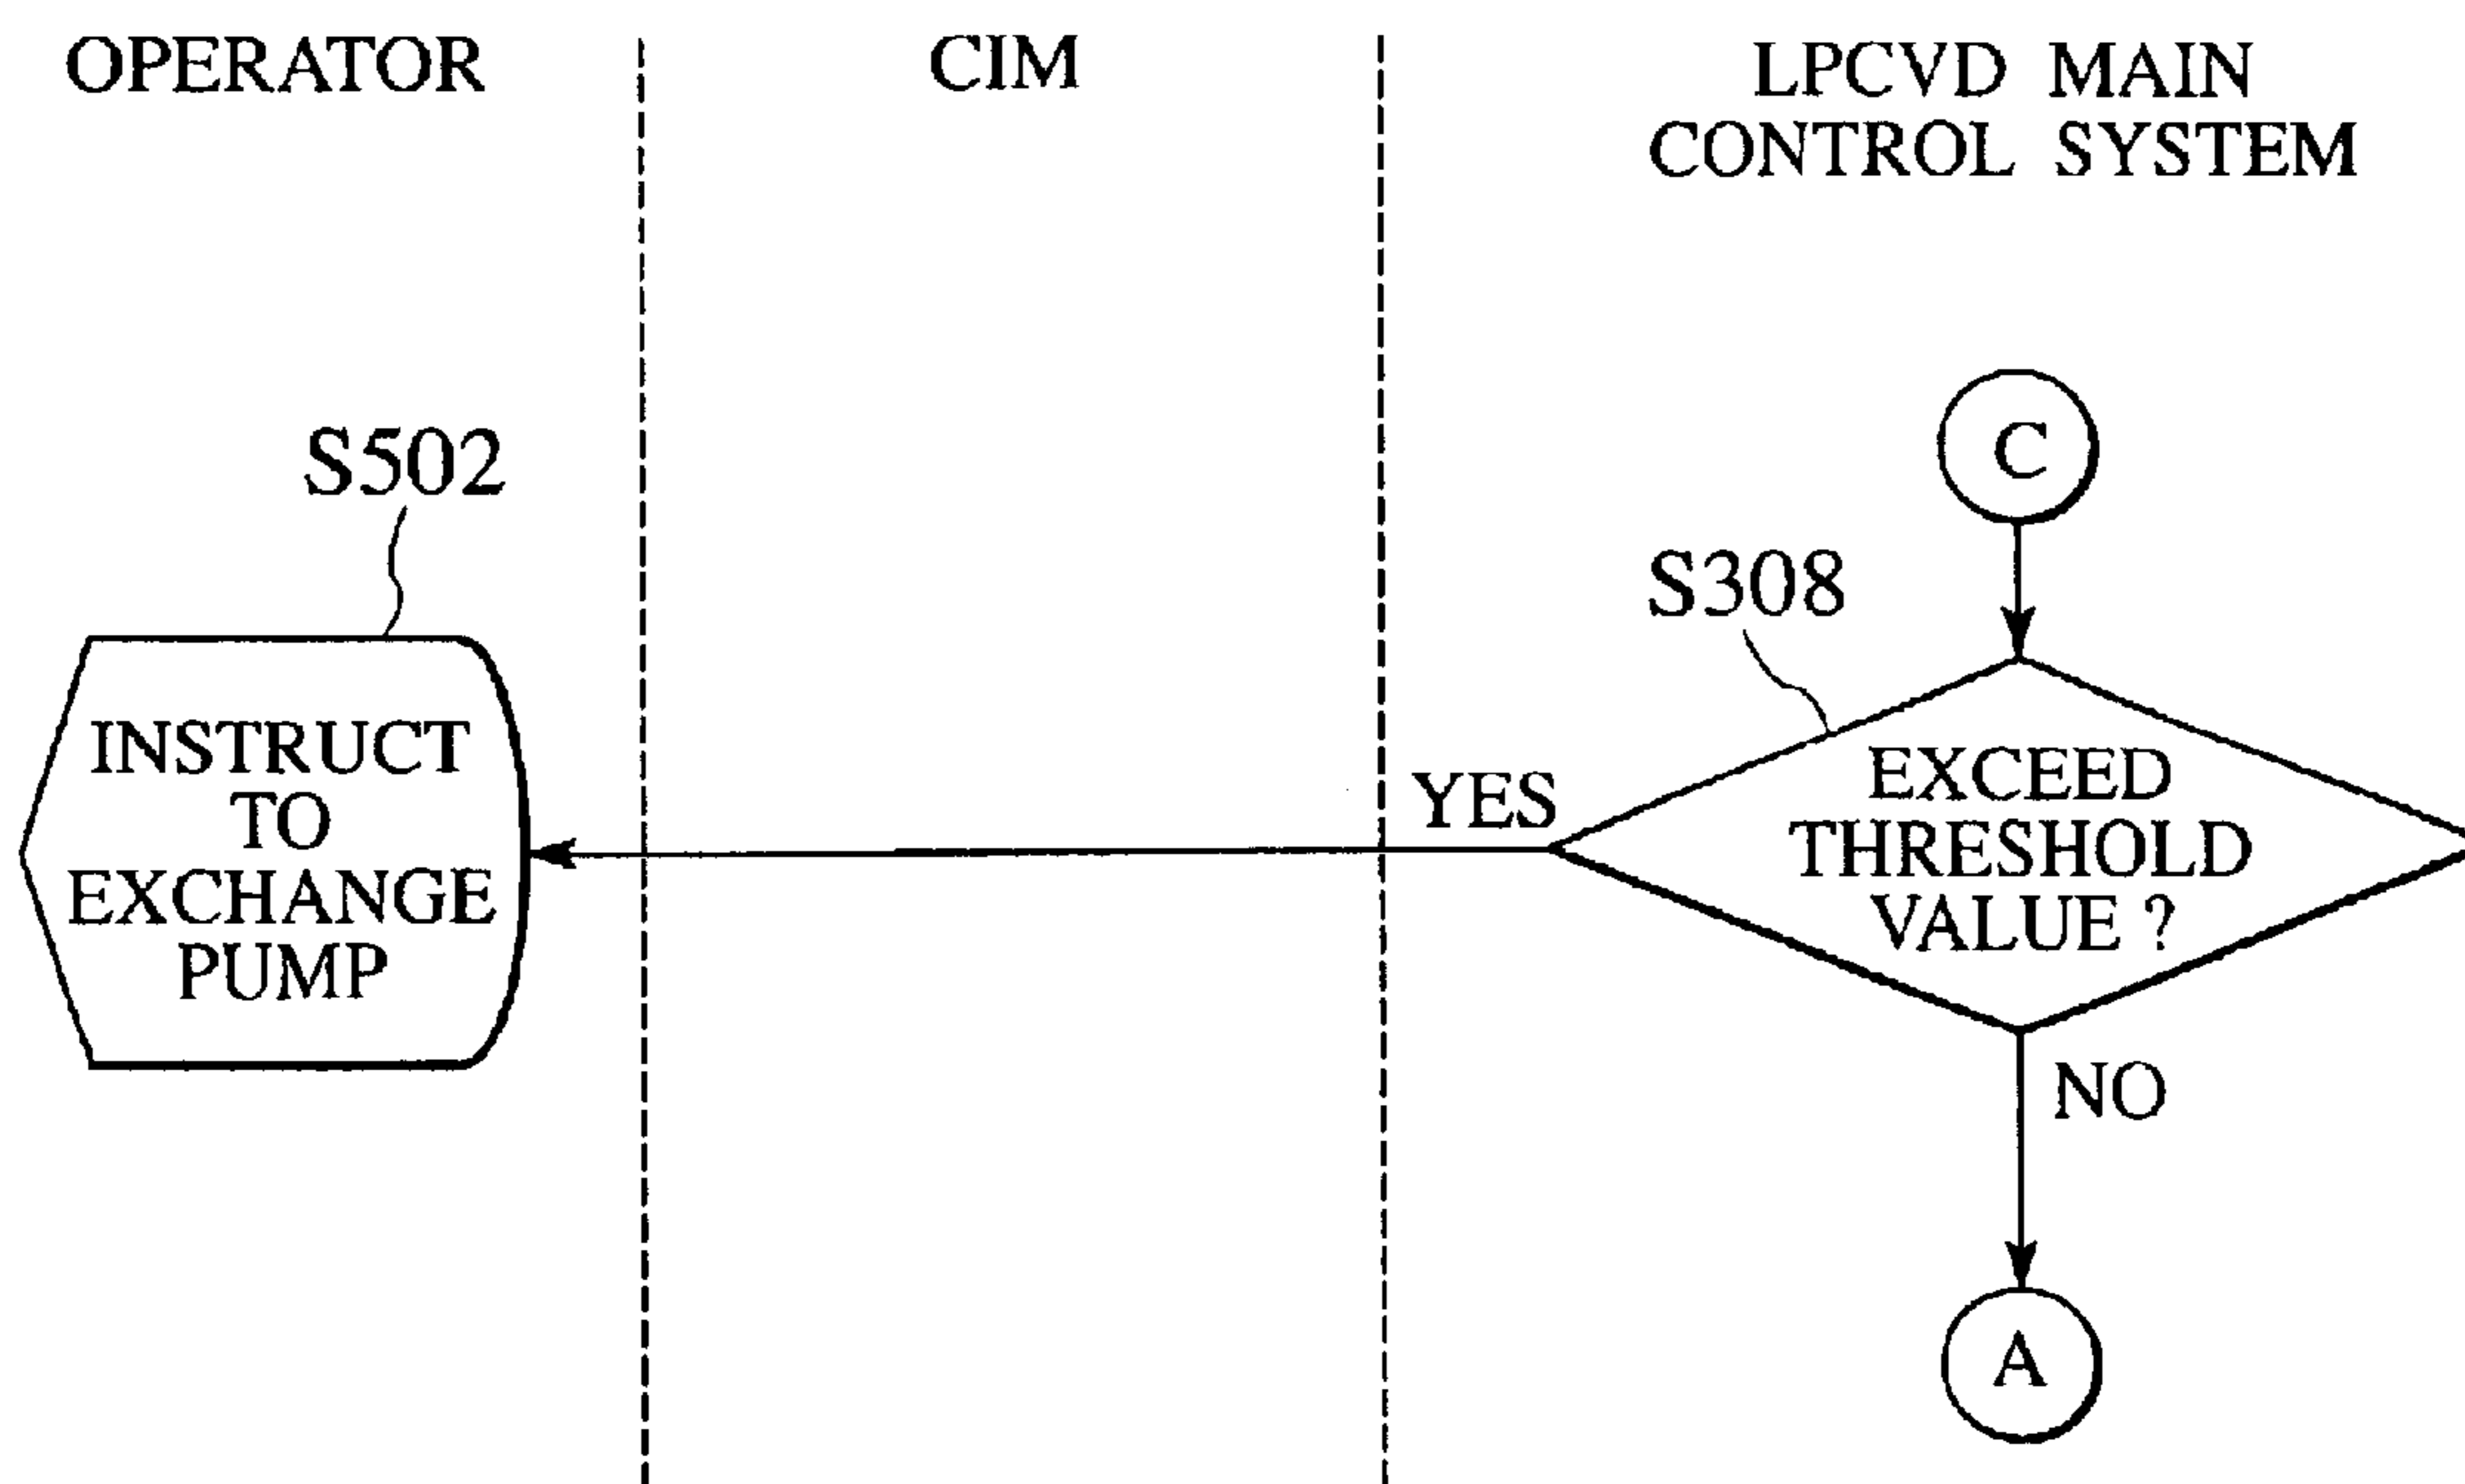 OPERATOR
CIM
LPCVD MAIN
CONTROL SYSTEM
C
S502
S308
INSTRUCT
TO
EXCHANGE
PUMP
YES
EXCEED
THRESHOLD
VALUE ?
NO
A